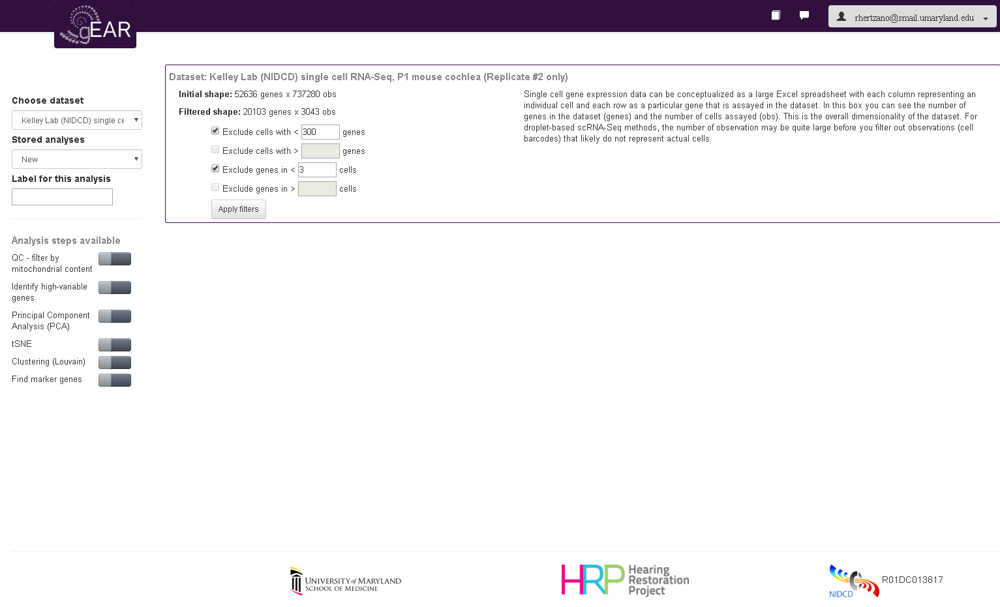 gEAR
rhertzano@smail.umaryland.edu
Dataset: Kelley Lab (NIDCD) single cell RNA-Seq, P1 mouse cochlea (Replicate #2 only)
Initial shape: 52636 genes x 737280 obs
Filtered shape: 20103 genes x 3043 obs
Exclude cells with < 300 genes
Exclude cells with > genes
Exclude genes in < 3 cells
Exclude genes in > cells
Apply filters
Single cell gene expression data can be conceptualized as a large Excel spreadsheet with each column representing an
individual cell and each row as a particular gene that is assayed in the dataset. In this box you can see the number of
genes in the dataset (genes) and the number of cells assayed (obs). This is the overall dimensionality of the dataset. For
droplet-based scRNA-Seq methods, the number of observation may be quite large before you filter out observations (cell
barcodes) that likely do not represent actual cells.
Choose dataset
Kelley Lab (NIDCD) single ce
Stored analyses
New
Label for this analysis
Analysis steps available
QC - filter by
mitochondrial content
Identify high-variable
genes
Principal Component
Analysis (PCA)
tSNE
Clustering (Louvain)
Find marker genes
UNIVERSITY of MARYLAND
SCHOOL OF MEDICINE
HRP
Hearing
Restoration
Project
NIDCD
R01DC013817